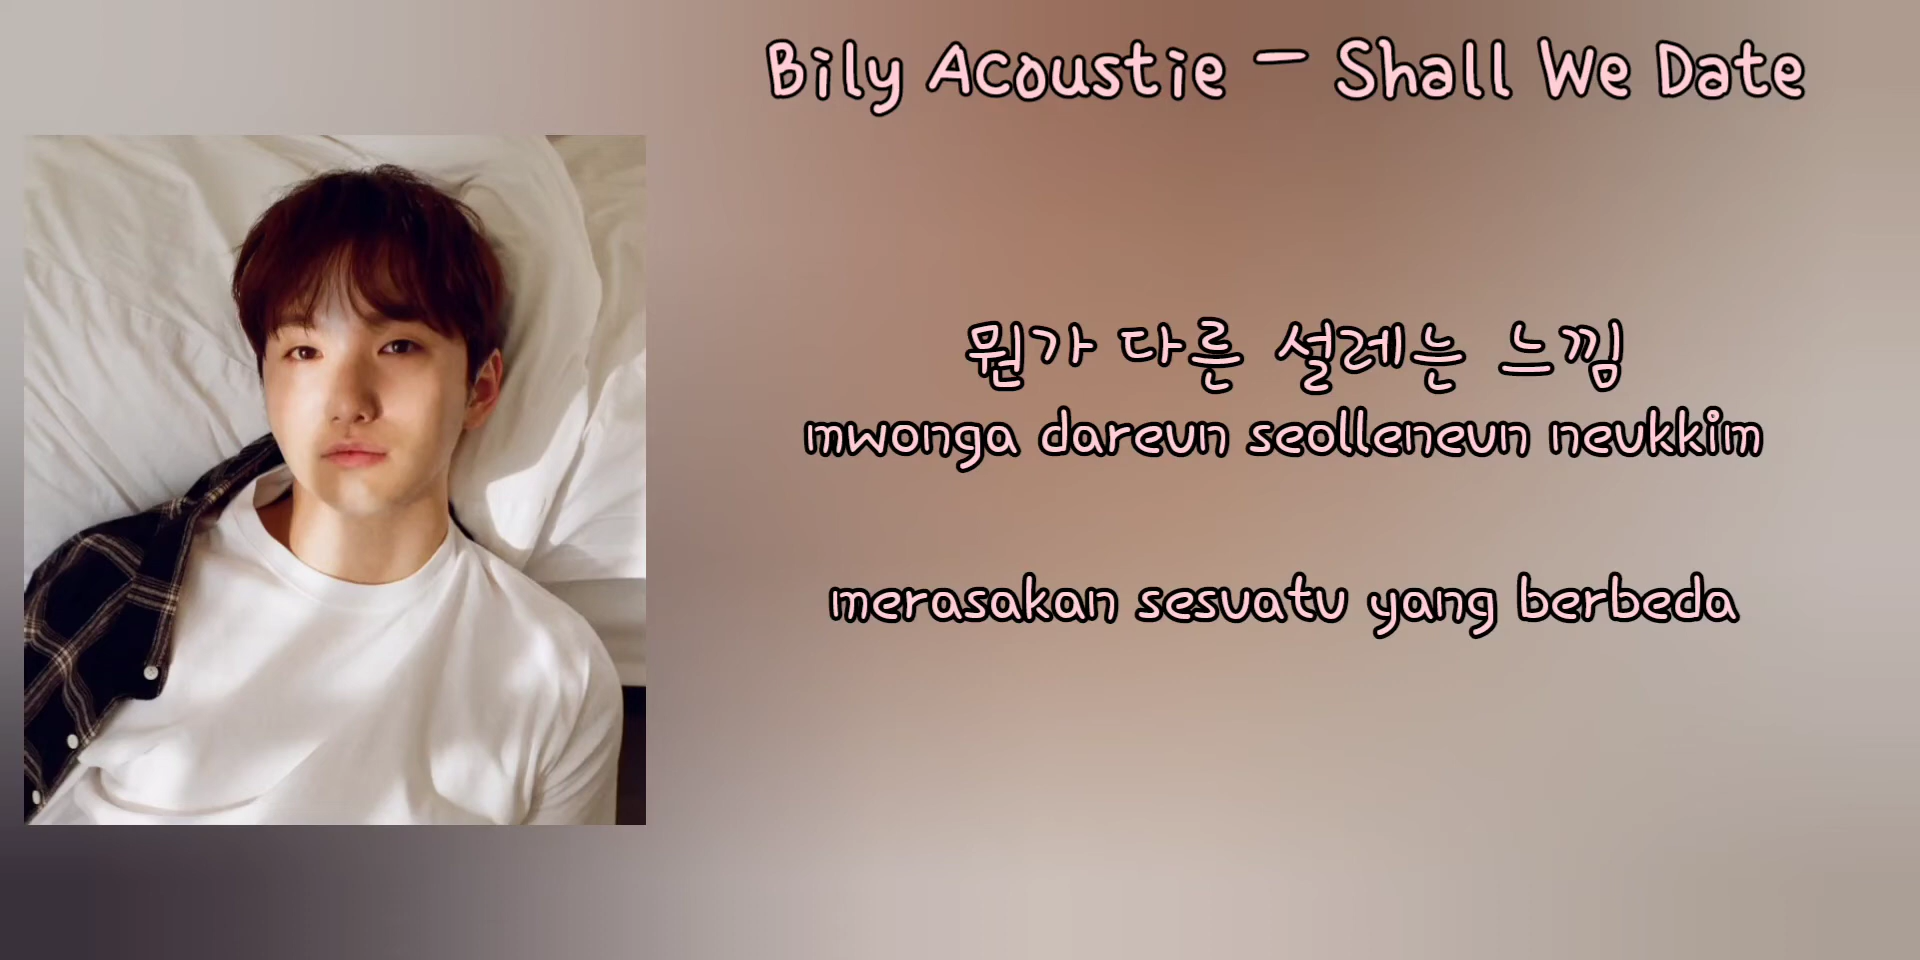 Bily Acoustie - Shall We Date
뭔가 다른 설레는 느낌
mwonga dareun seolleneun neukkim
merasakan sesuatu yang berbeda